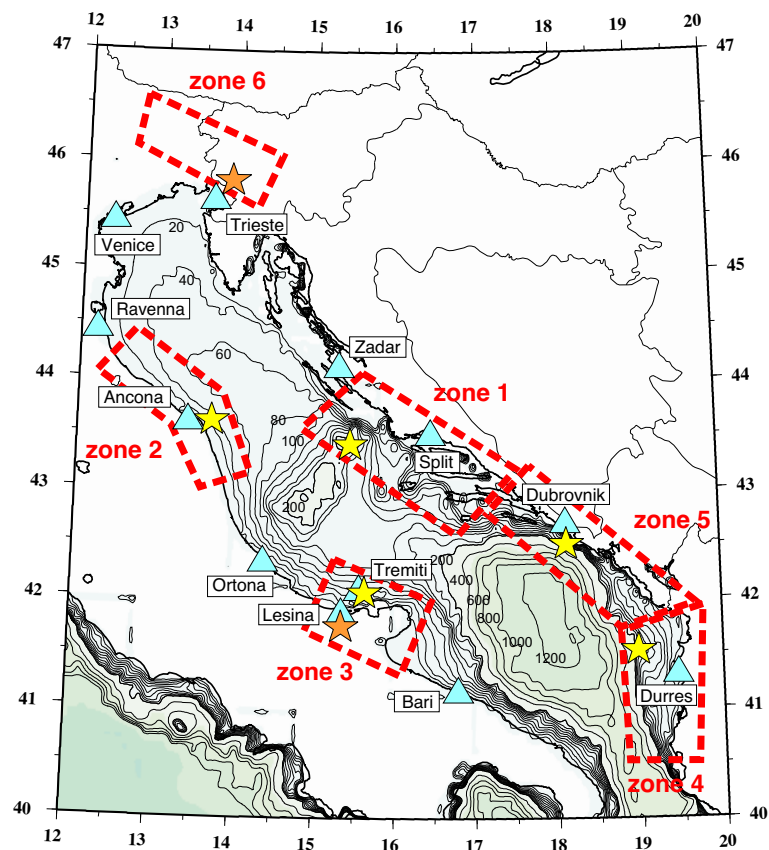 12 13 14 15 16 17 18 19 20
47 47
zone 6
46 46
Trieste
Venice
20
45 45
40
Ravenna
Zadar
60
44 44
zone 1
Ancona
80
100
zone 2
Split
43 43
Dubrovnik
200
zone 5
200
Tremiti
400
Ortona
42 42
600
Lesina
800
1000
1200
zone 3
Durres
Bari
41 41
zone 4
40 40
12 13 14 15 16 17 18 19 20